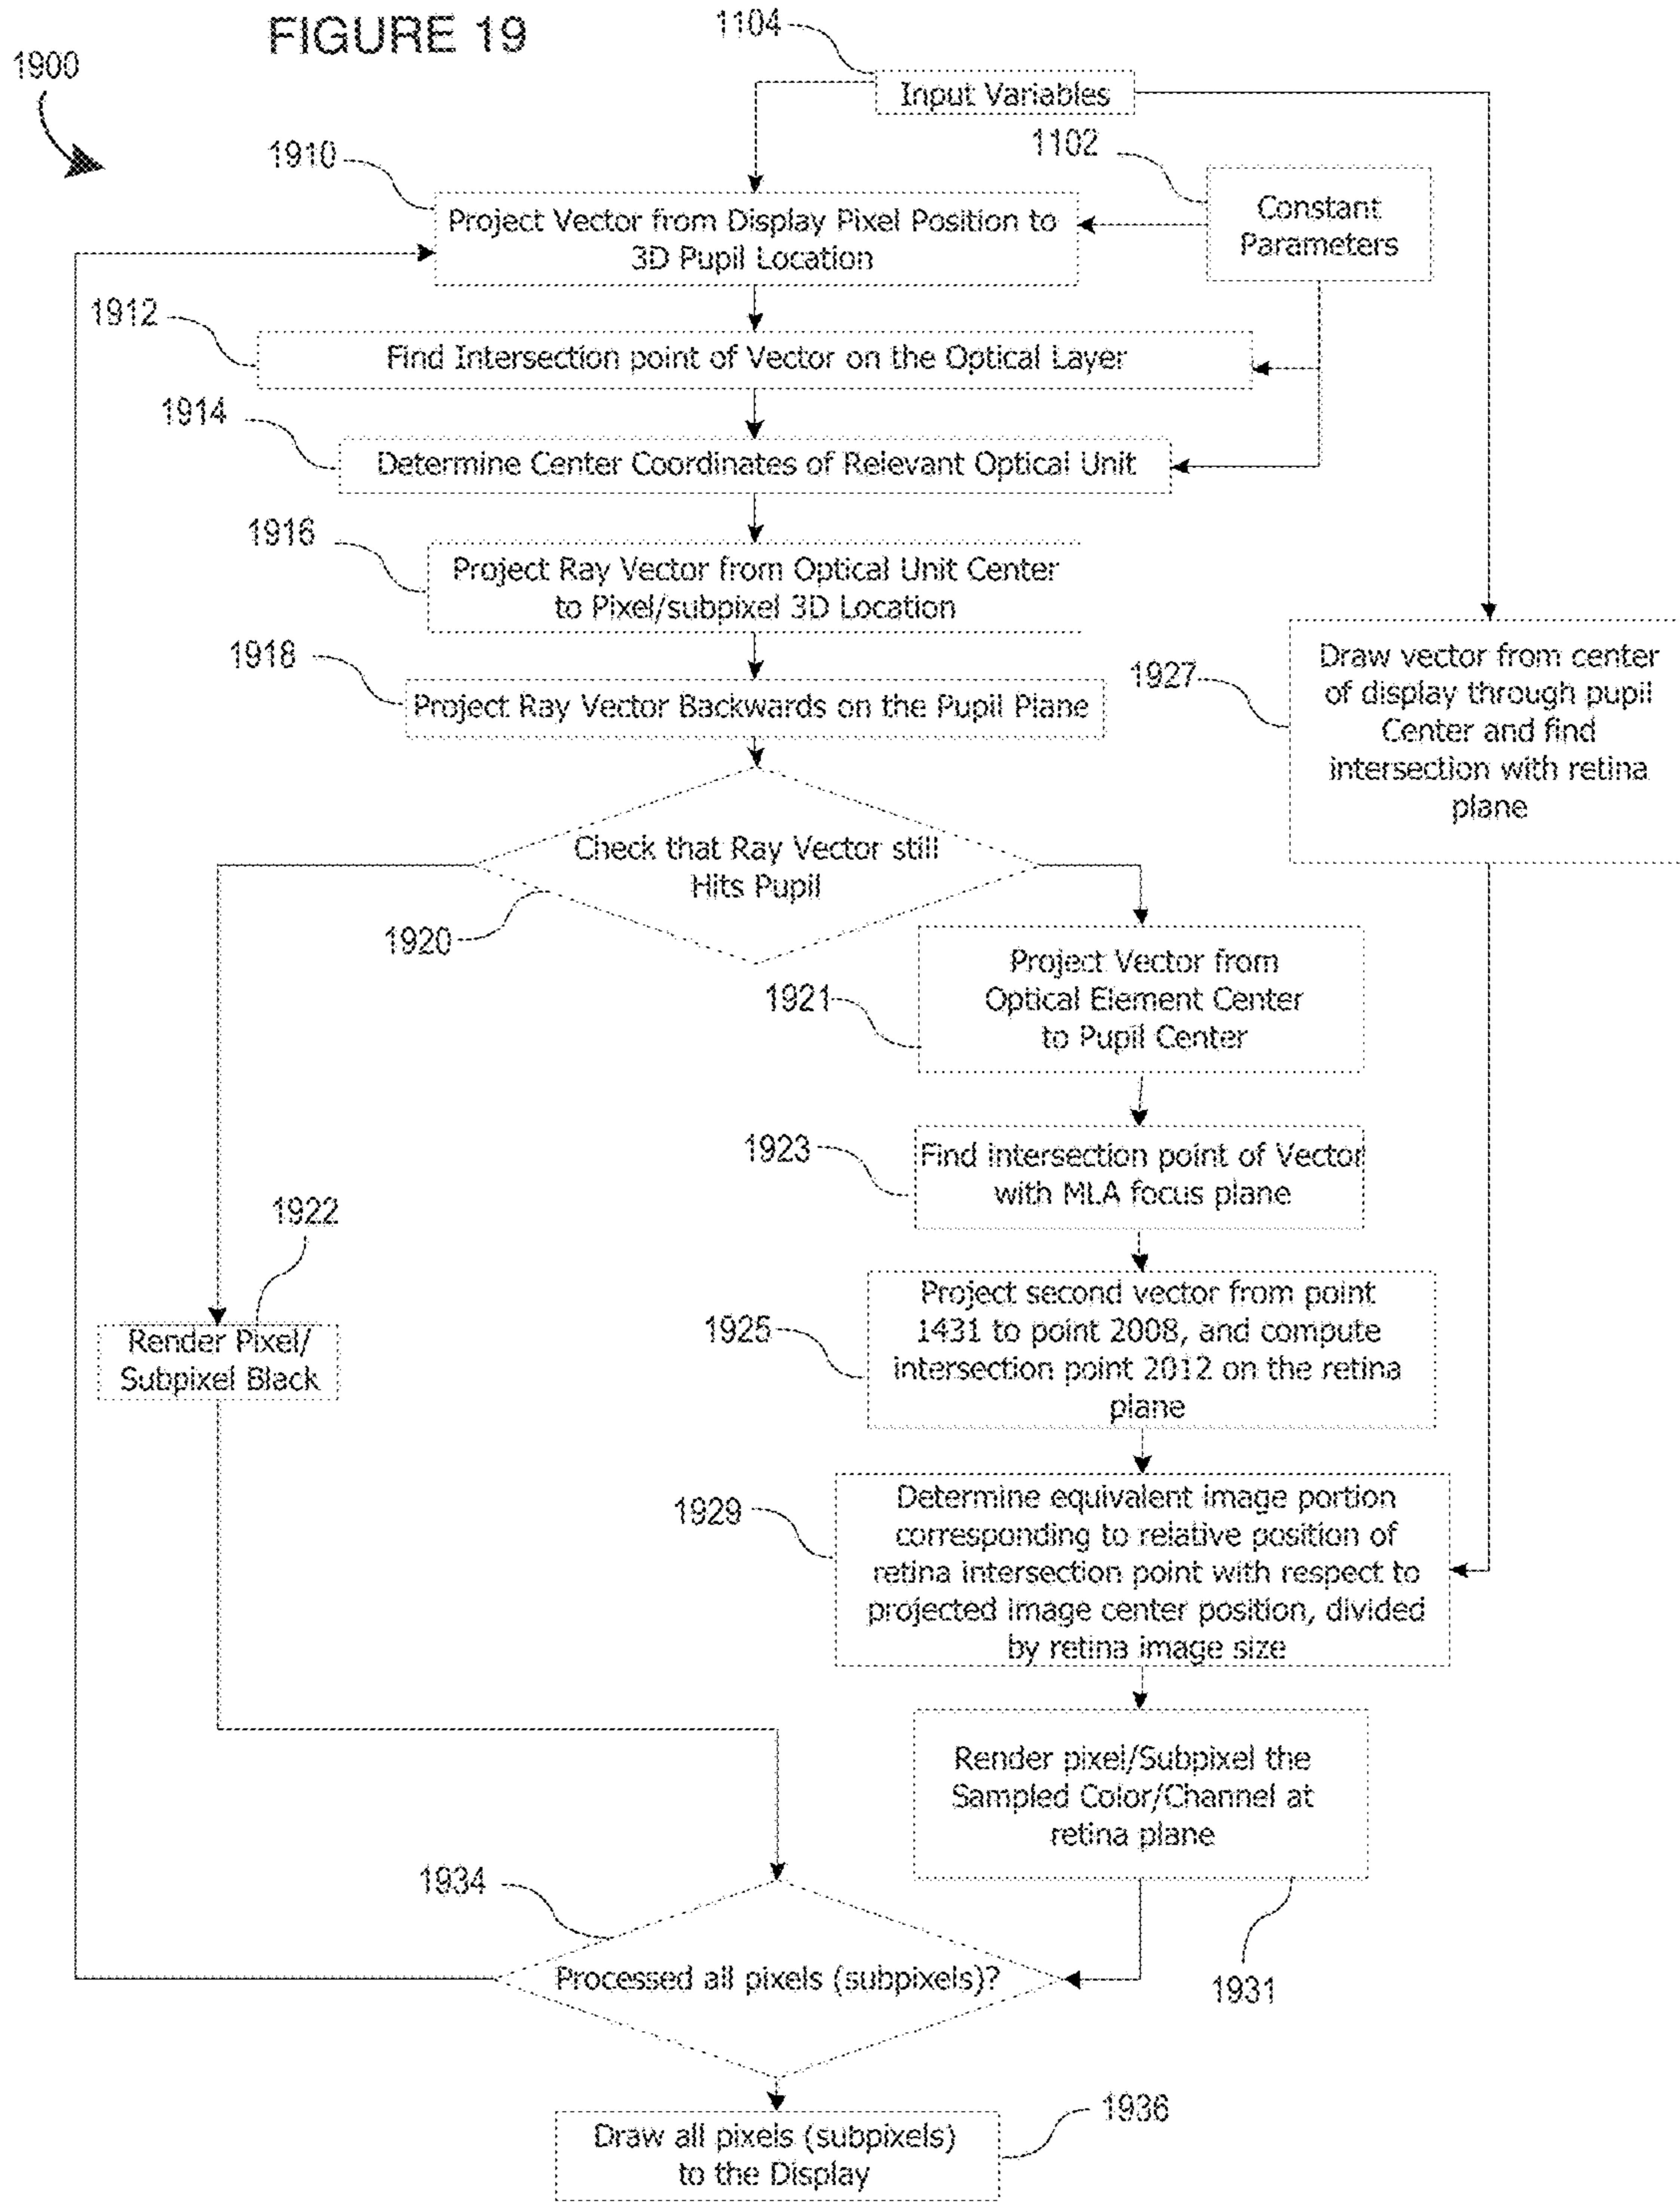 FIGURE 19
1900
1104
Input Variables
1102
Constant
Parameters
1910
Project Vector from Display Pixel Position to
3D Pupil Location
1912
Find Intersection point of Vector on the Optical Layer
1914
Determine Center Coordinates of Relevant Optical Unit
1916
Project Ray Vector from Optical Unit Center
to Pixel/subpixel 3D Location
1918
Project Ray Vector Backwards on the Pupil Plane
1927
Draw vector from center
of display through pupil
Center and find
intersection with retina
plane
Check that Ray Vector still
Hits Pupil
1920
1921
Project Vector from
Optical Element Center
to Pupil Center
1923
Find intersection point of Vector
with MLA focus plane
1922
Render Pixel/
Subpixel Black
1925
Project second vector from point
1431 to point 2008, and compute
intersection point 2012 on the retina
plane
1929
Determine equivalent image portion
corresponding to relative position of
retina intersection point with respect to
projected image center position, divided
by retina image size
Render pixel/Subpixel the
Sampled Color/Channel at
retina plane
1931
1934
Processed all pixels (subpixels)?
1936
Draw all pixels (subpixels)
to the Display